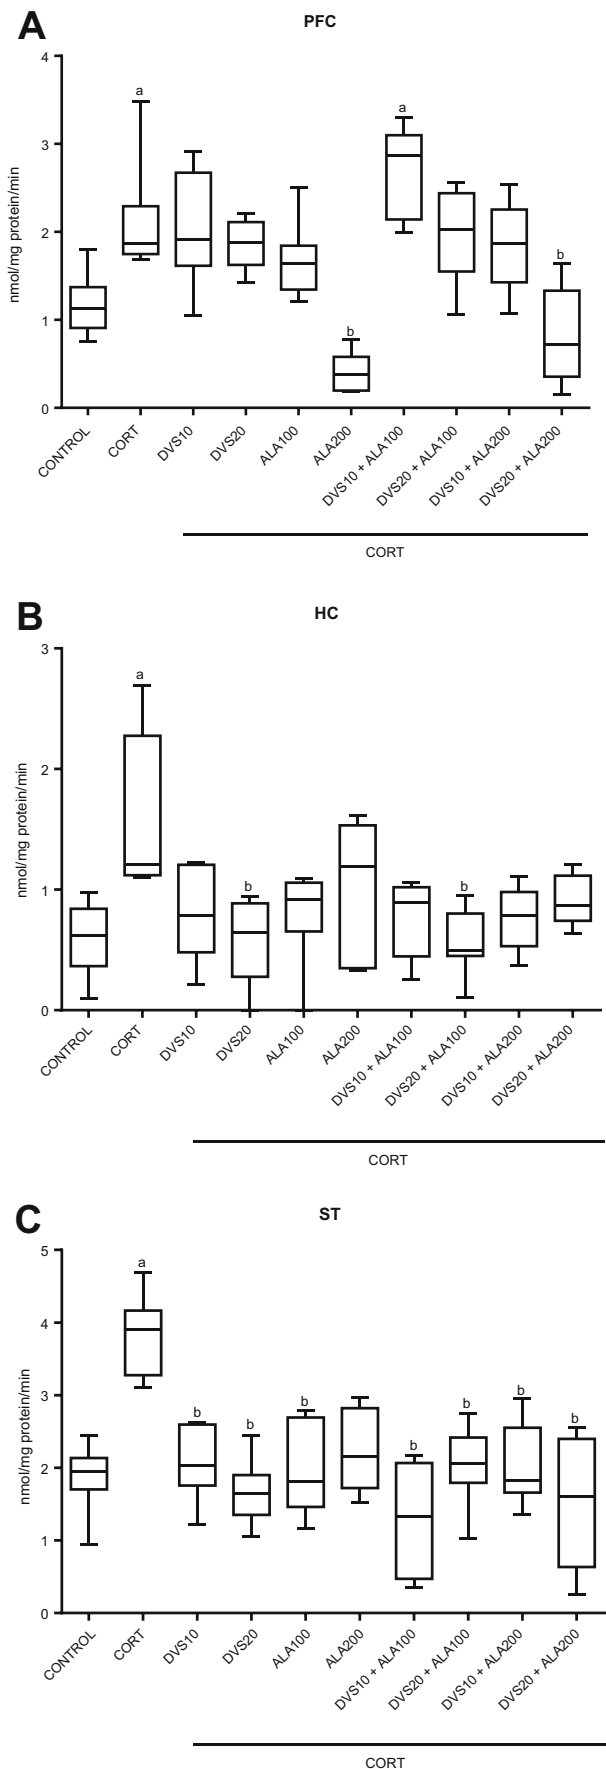 A
PFC
nmol/mg protein/min
4
3
2
1
0
a
b
a
b
CONTROL
CORT
DVS10
DVS20
ALA100
ALA200
DVS10 + ALA100
DVS20 + ALA100
DVS10 + ALA200
DVS20 + ALA200
CORT
B
HC
nmol/mg protein/min
3
2
1
0
a
b
b
CONTROL
CORT
DVS10
DVS20
ALA100
ALA200
DVS10 + ALA100
DVS20 + ALA100
DVS10 + ALA200
DVS20 + ALA200
CORT
C
ST
nmol/mg protein/min
5
4
3
2
1
0
a
b
b
b
b
b
b
b
CONTROL
CORT
DVS10
DVS20
ALA100
ALA200
DVS10 + ALA100
DVS20 + ALA100
DVS10 + ALA200
DVS20 + ALA200
CORT